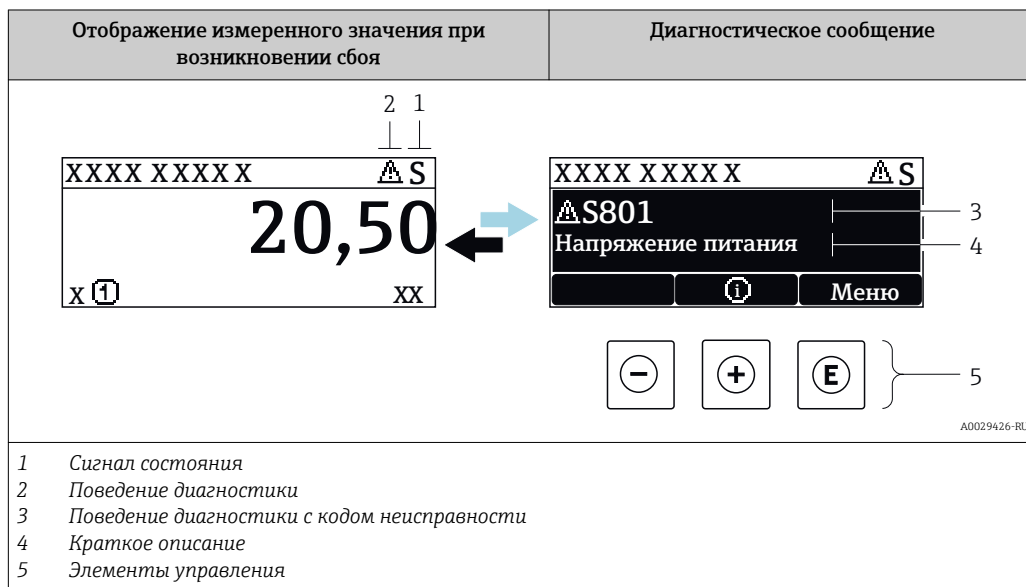 Отображение измеренного значения при
возникновении сбоя
Диагностическое сообщение
2 1
XXXX XXXXX ⚠ S
20,50
X ① XX
XXXX XXXXX ⚠ S
⚠S801 3
Напряжение питания 4
ⓘ Меню
− + E 5
A0029426-RU
1 Сигнал состояния
2 Поведение диагностики
3 Поведение диагностики с кодом неисправности
4 Краткое описание
5 Элементы управления